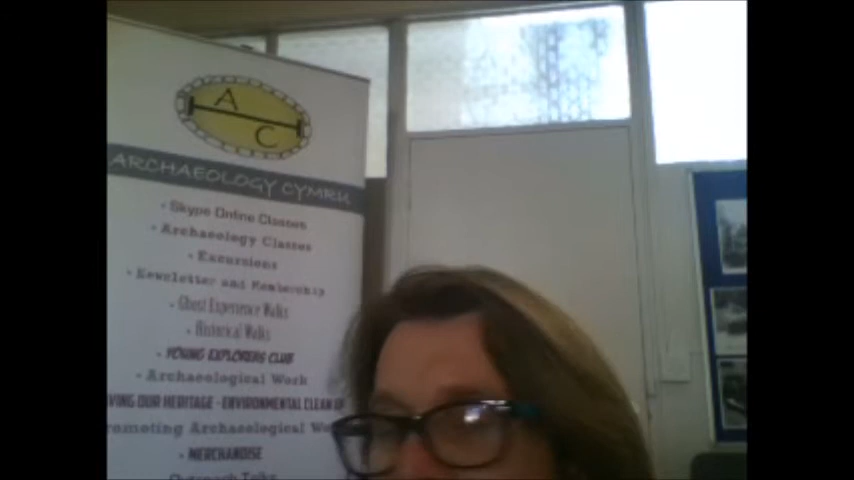 A
C
ARCHAEOLOGY CYMRU
• Skype Online Classes
• Archaeology Classes
• Excursions
• Newsletter and Membership
• Ghost Experience Walks
• Historical Walks
• YOUNG EXPLORERS CLUB
• Archaeological Work
VING OUR HERITAGE - ENVIRONMENTAL CLEAN UP
romoting Archaeological Wo
• MERCHANDISE